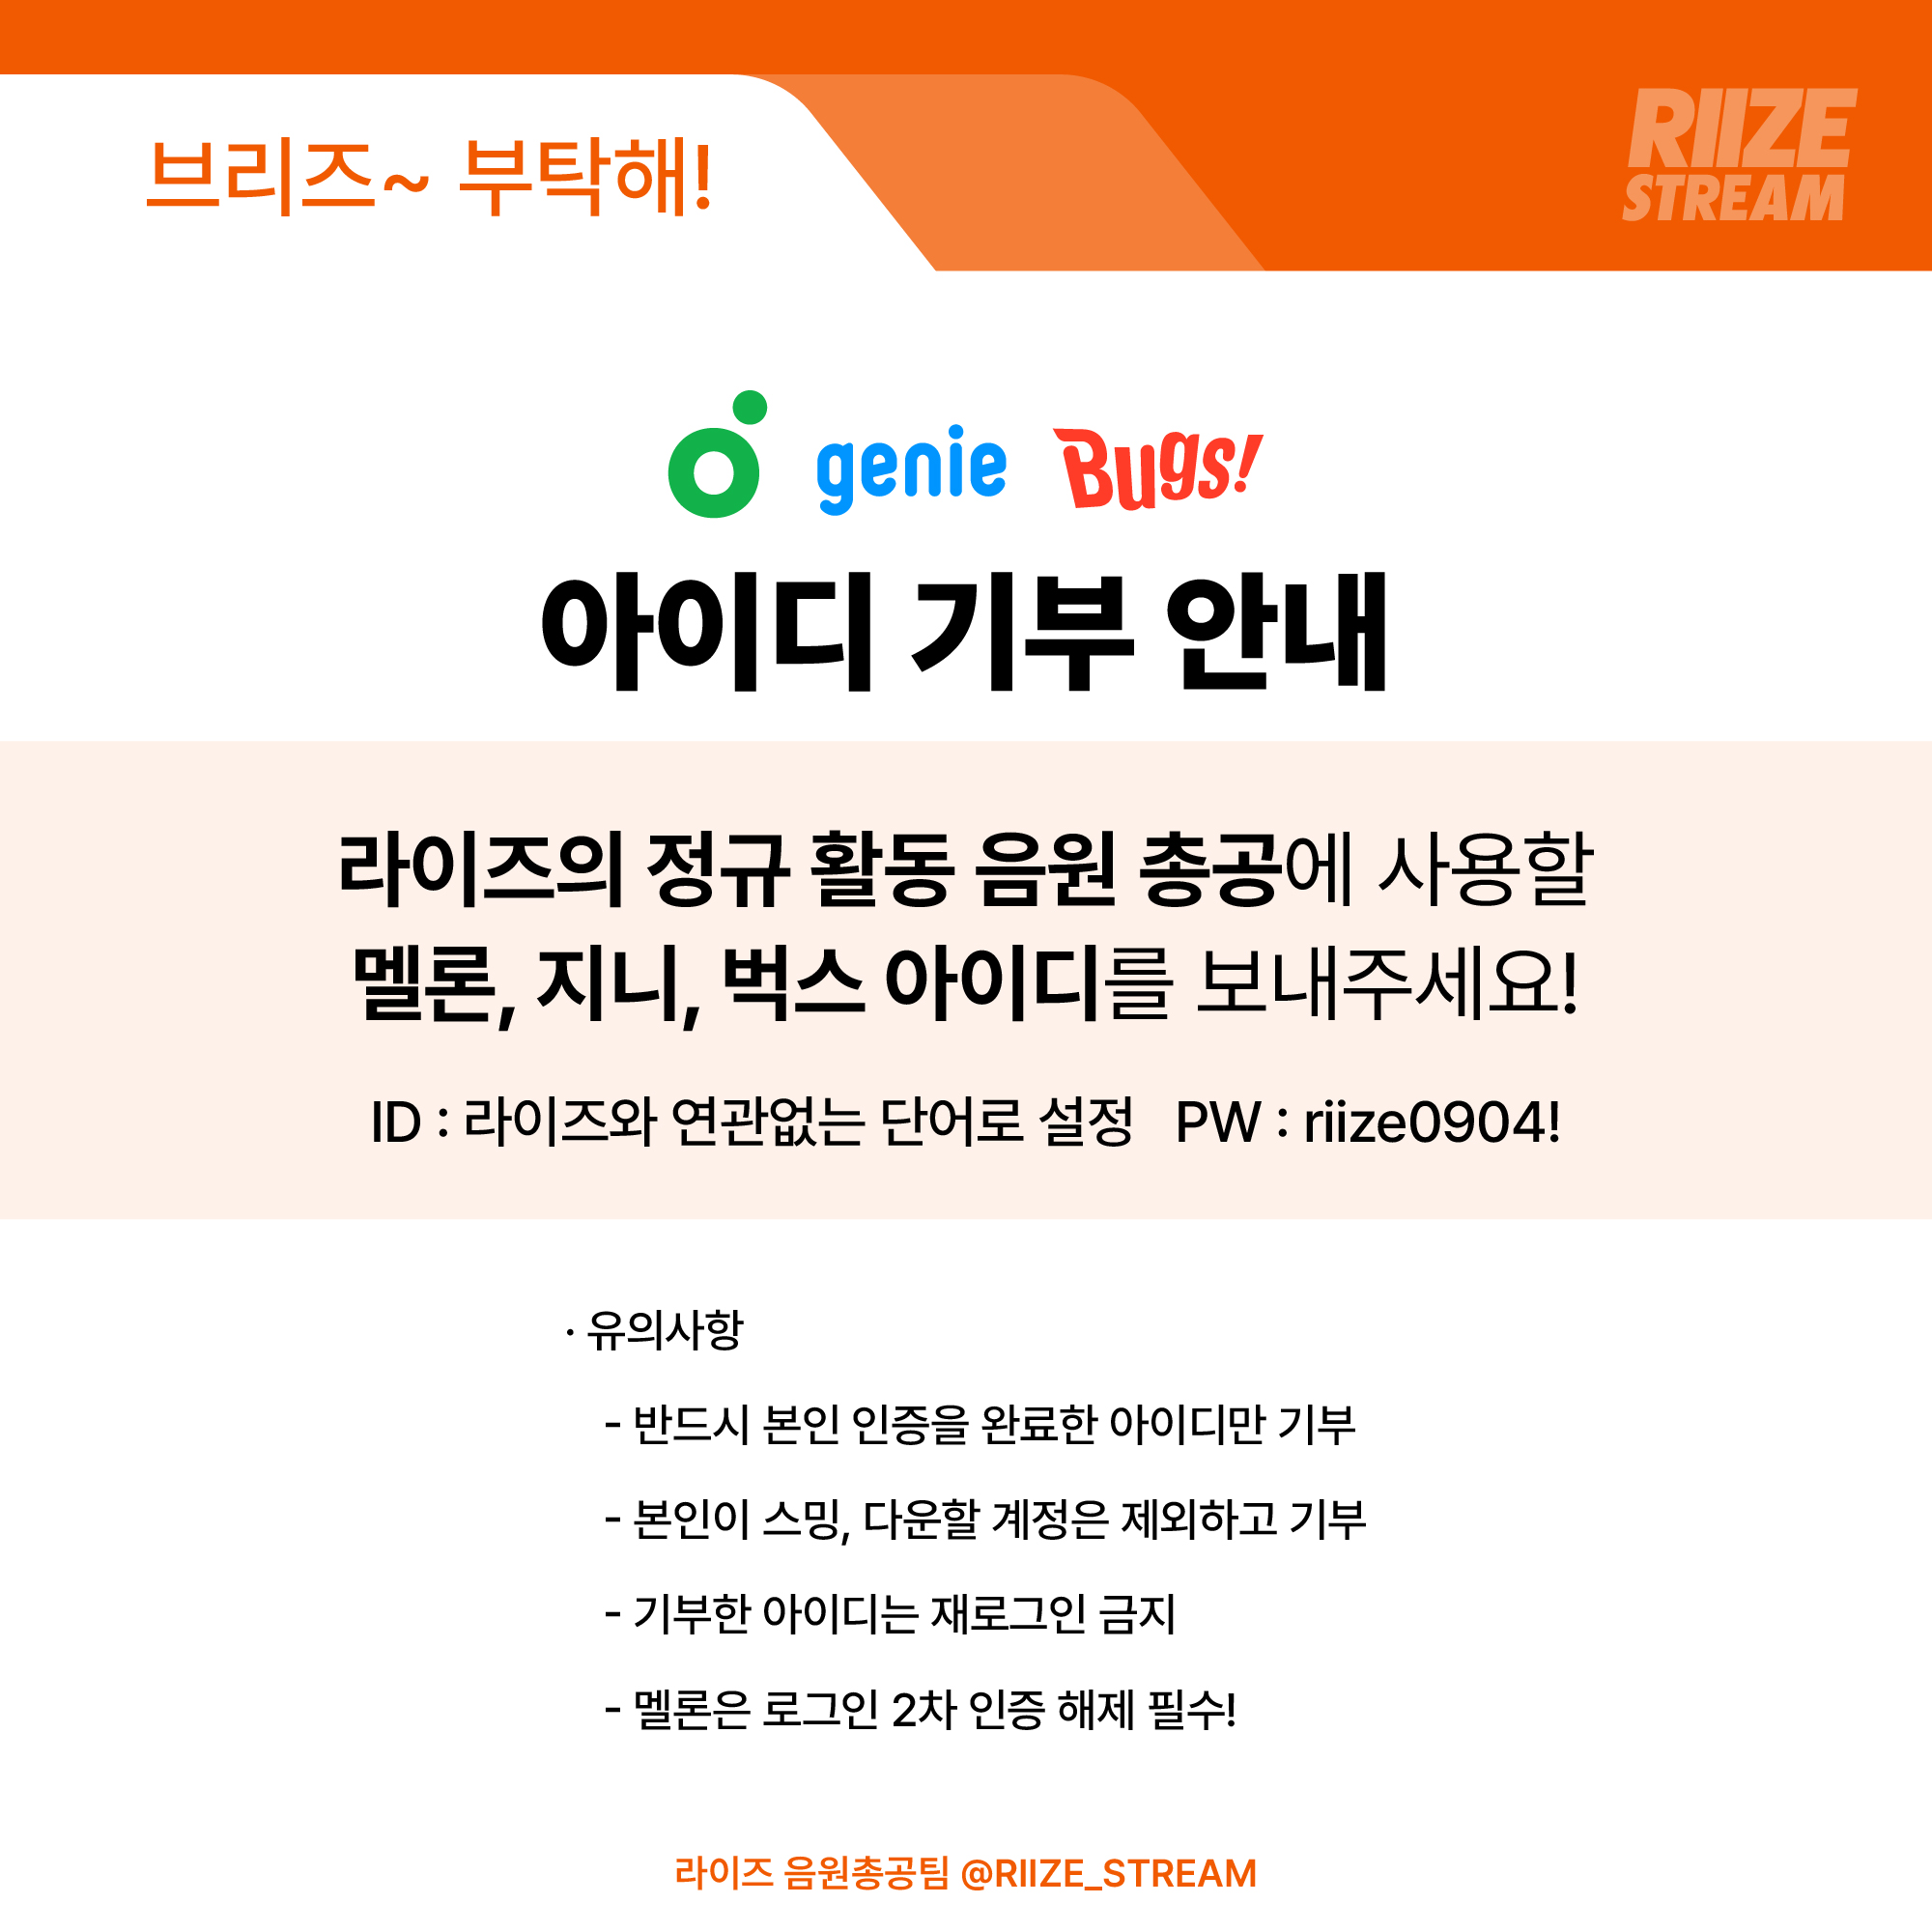 브리즈~ 부탁해!
RIIZE
STREAM
genie Bugs!
아이디 기부 안내
라이즈의 정규 활동 음원 총공에 사용할
멜론, 지니, 벅스 아이디를 보내주세요!
ID : 라이즈와 연관없는 단어로 설정 PW : riize0904!
· 유의사항
- 반드시 본인 인증을 완료한 아이디만 기부
- 본인이 스밍, 다운할 계정은 제외하고 기부
- 기부한 아이디는 재로그인 금지
- 멜론은 로그인 2차 인증 해제 필수!
라이즈 음원총공팀 @RIIZE_STREAM